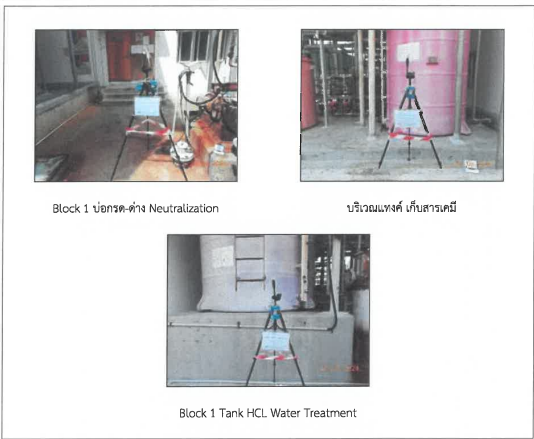 Block 1 บ่อกรด-ด่าง Neutralization
บริเวณแทงค์ เก็บสารเคมี
Block 1 Tank HCL Water Treatment